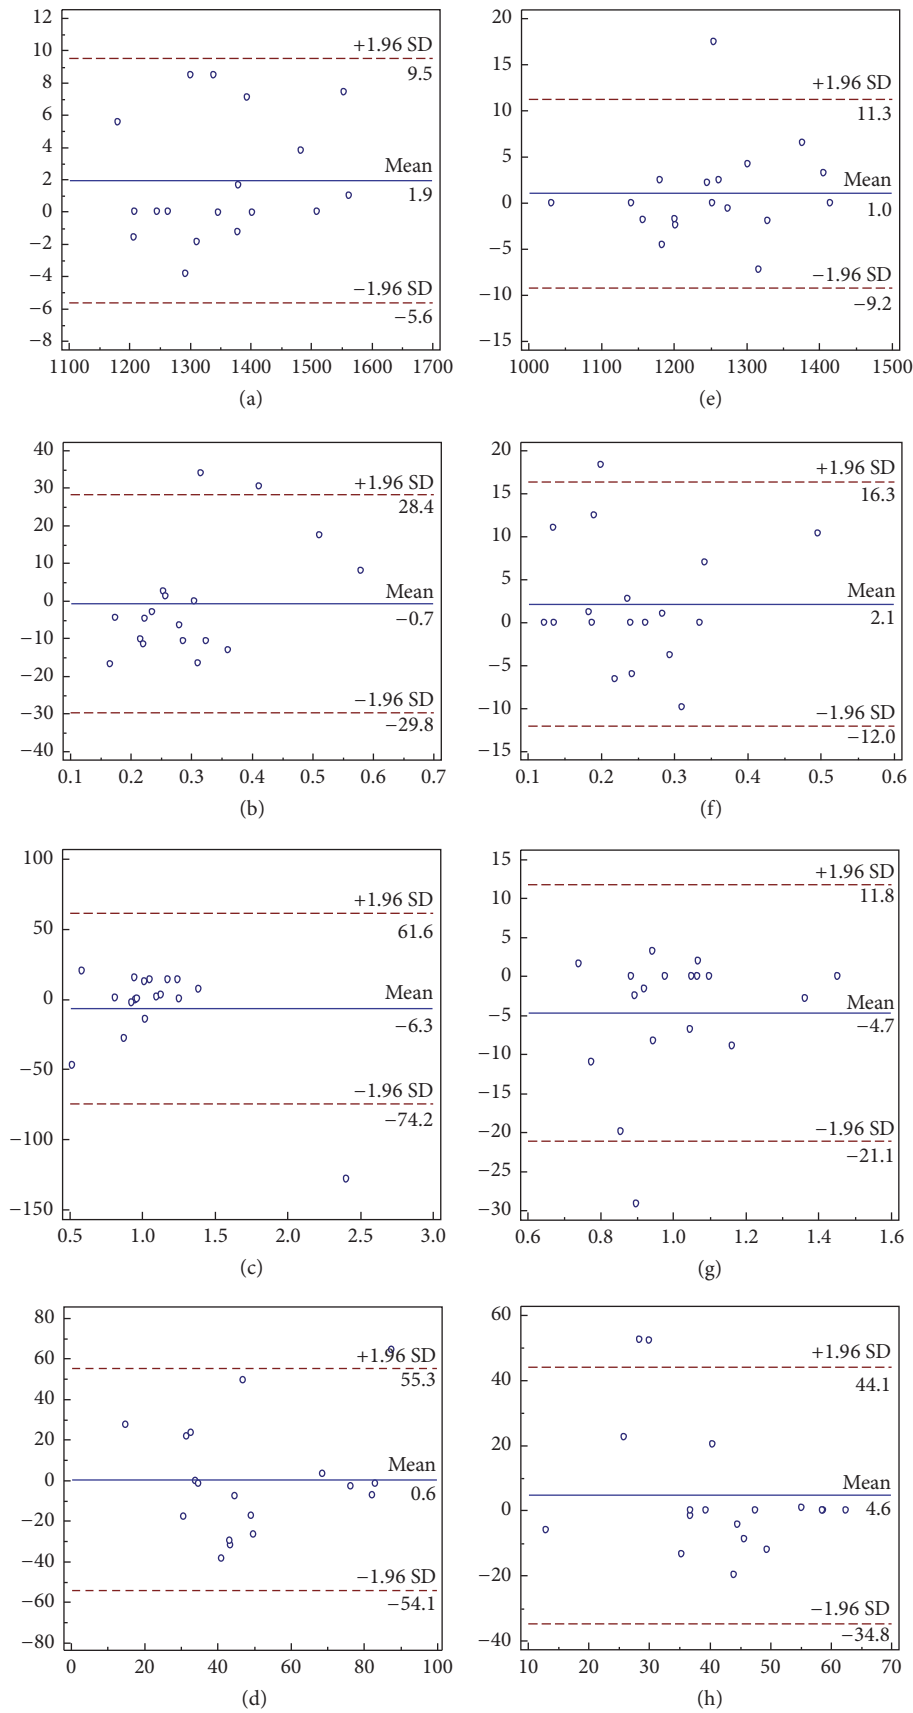 12
10
8
6
4
2
0
−2
−4
−6
−8
+1.96 SD
9.5
Mean
1.9
−1.96 SD
−5.6
1100 1200 1300 1400 1500 1600 1700
(a)
20
15
10
5
0
−5
−10
−15
+1.96 SD
11.3
Mean
1.0
−1.96 SD
−9.2
1000 1100 1200 1300 1400 1500
(e)
40
30
20
10
0
−10
−20
−30
−40
+1.96 SD
28.4
Mean
−0.7
−1.96 SD
−29.8
0.1 0.2 0.3 0.4 0.5 0.6 0.7
(b)
20
15
10
5
0
−5
−10
−15
+1.96 SD
16.3
Mean
2.1
−1.96 SD
−12.0
0.1 0.2 0.3 0.4 0.5 0.6
(f)
100
50
0
−50
−100
−150
+1.96 SD
61.6
Mean
−6.3
−1.96 SD
−74.2
0.5 1.0 1.5 2.0 2.5 3.0
(c)
15
10
5
0
−5
−10
−15
−20
−25
−30
+1.96 SD
11.8
Mean
−4.7
−1.96 SD
−21.1
0.6 0.8 1.0 1.2 1.4 1.6
(g)
80
60
40
20
0
−20
−40
−60
−80
+1.96 SD
55.3
Mean
0.6
−1.96 SD
−54.1
0 20 40 60 80 100
(d)
60
40
20
0
−20
−40
+1.96 SD
44.1
Mean
4.6
−1.96 SD
−34.8
10 20 30 40 50 60 70
(h)